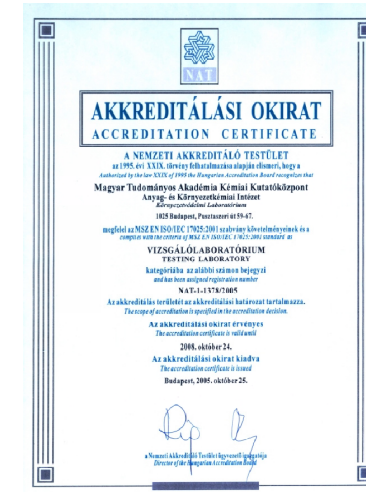 NAT
AKKREDITÁLÁSI OKIRAT
ACCREDITATION CERTIFICATE
A NEMZETI AKKREDITÁLÓ TESTÜLET
az 1995. évi XXIX. törvény felhatalmazása alapján elismeri, hogy a
Authorized by the law XXIX of 1995 the Hungarian Accreditation Board recognizes that
Magyar Tudományos Akadémia Kémiai Kutatóközpont
Anyag- és Környezetkémiai Intézet
Környezetvédelmi Laboratórium
1025 Budapest, Pusztaszeri út 59-67.
megfelel az MSZ EN ISO/IEC 17025:2001 szabvány követelményeinek és a
complies with the criteria of MSZ EN ISO/IEC 17025:2001 standard as
VIZSGÁLÓLABORATÓRIUM
TESTING LABORATORY
kategóriába az alábbi számon bejegyzi
and has been assigned registration number
NAT-1-1378/2005
Az akkreditálás területét az akkreditálási határozat tartalmazza.
The scope of accreditation is specified in the accreditation decision.
Az akkreditálási okirat érvényes
The accreditation certificate is valid until
2008. október 24.
Az akkreditálási okirat kiadva
The accreditation certificate is issued
Budapest, 2005. október 25.
a Nemzeti Akkreditáló Testület ügyvezető igazgatója
Director of the Hungarian Accreditation Board